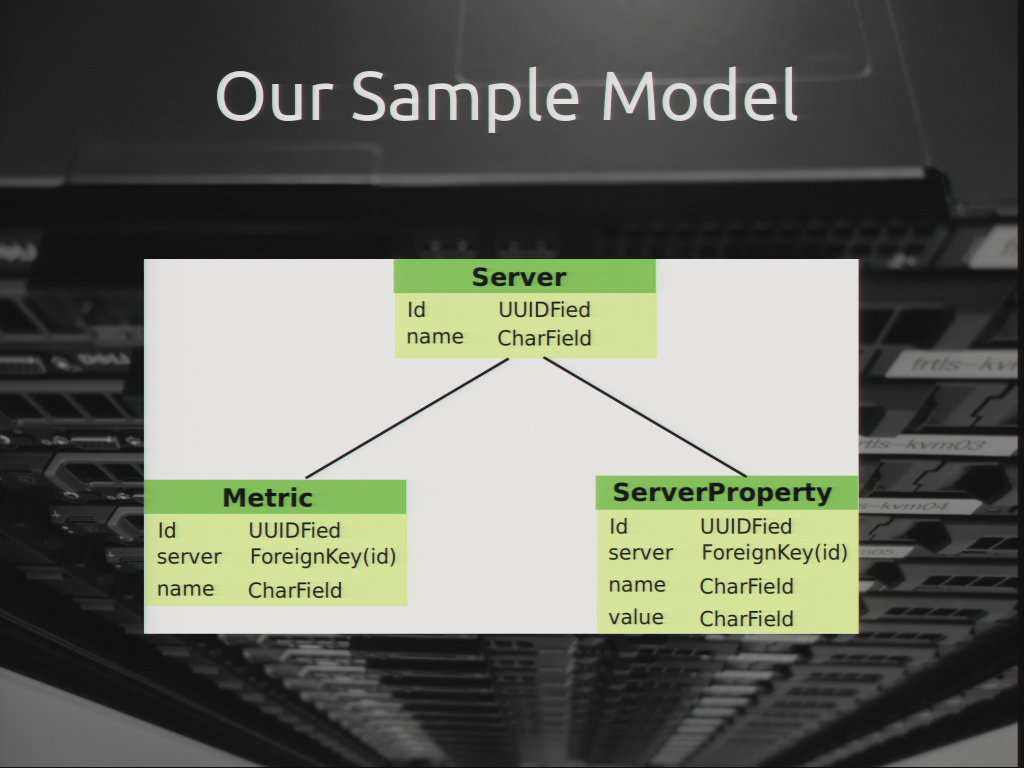 Our Sample Model
Server
Id UUIDFied
name CharField
Metric
Id UUIDFied
server ForeignKey(id)
name CharField
ServerProperty
Id UUIDFied
server ForeignKey(id)
name CharField
value CharField
DELL
frtls-kvm
rtls-kvm03
s-kvm04